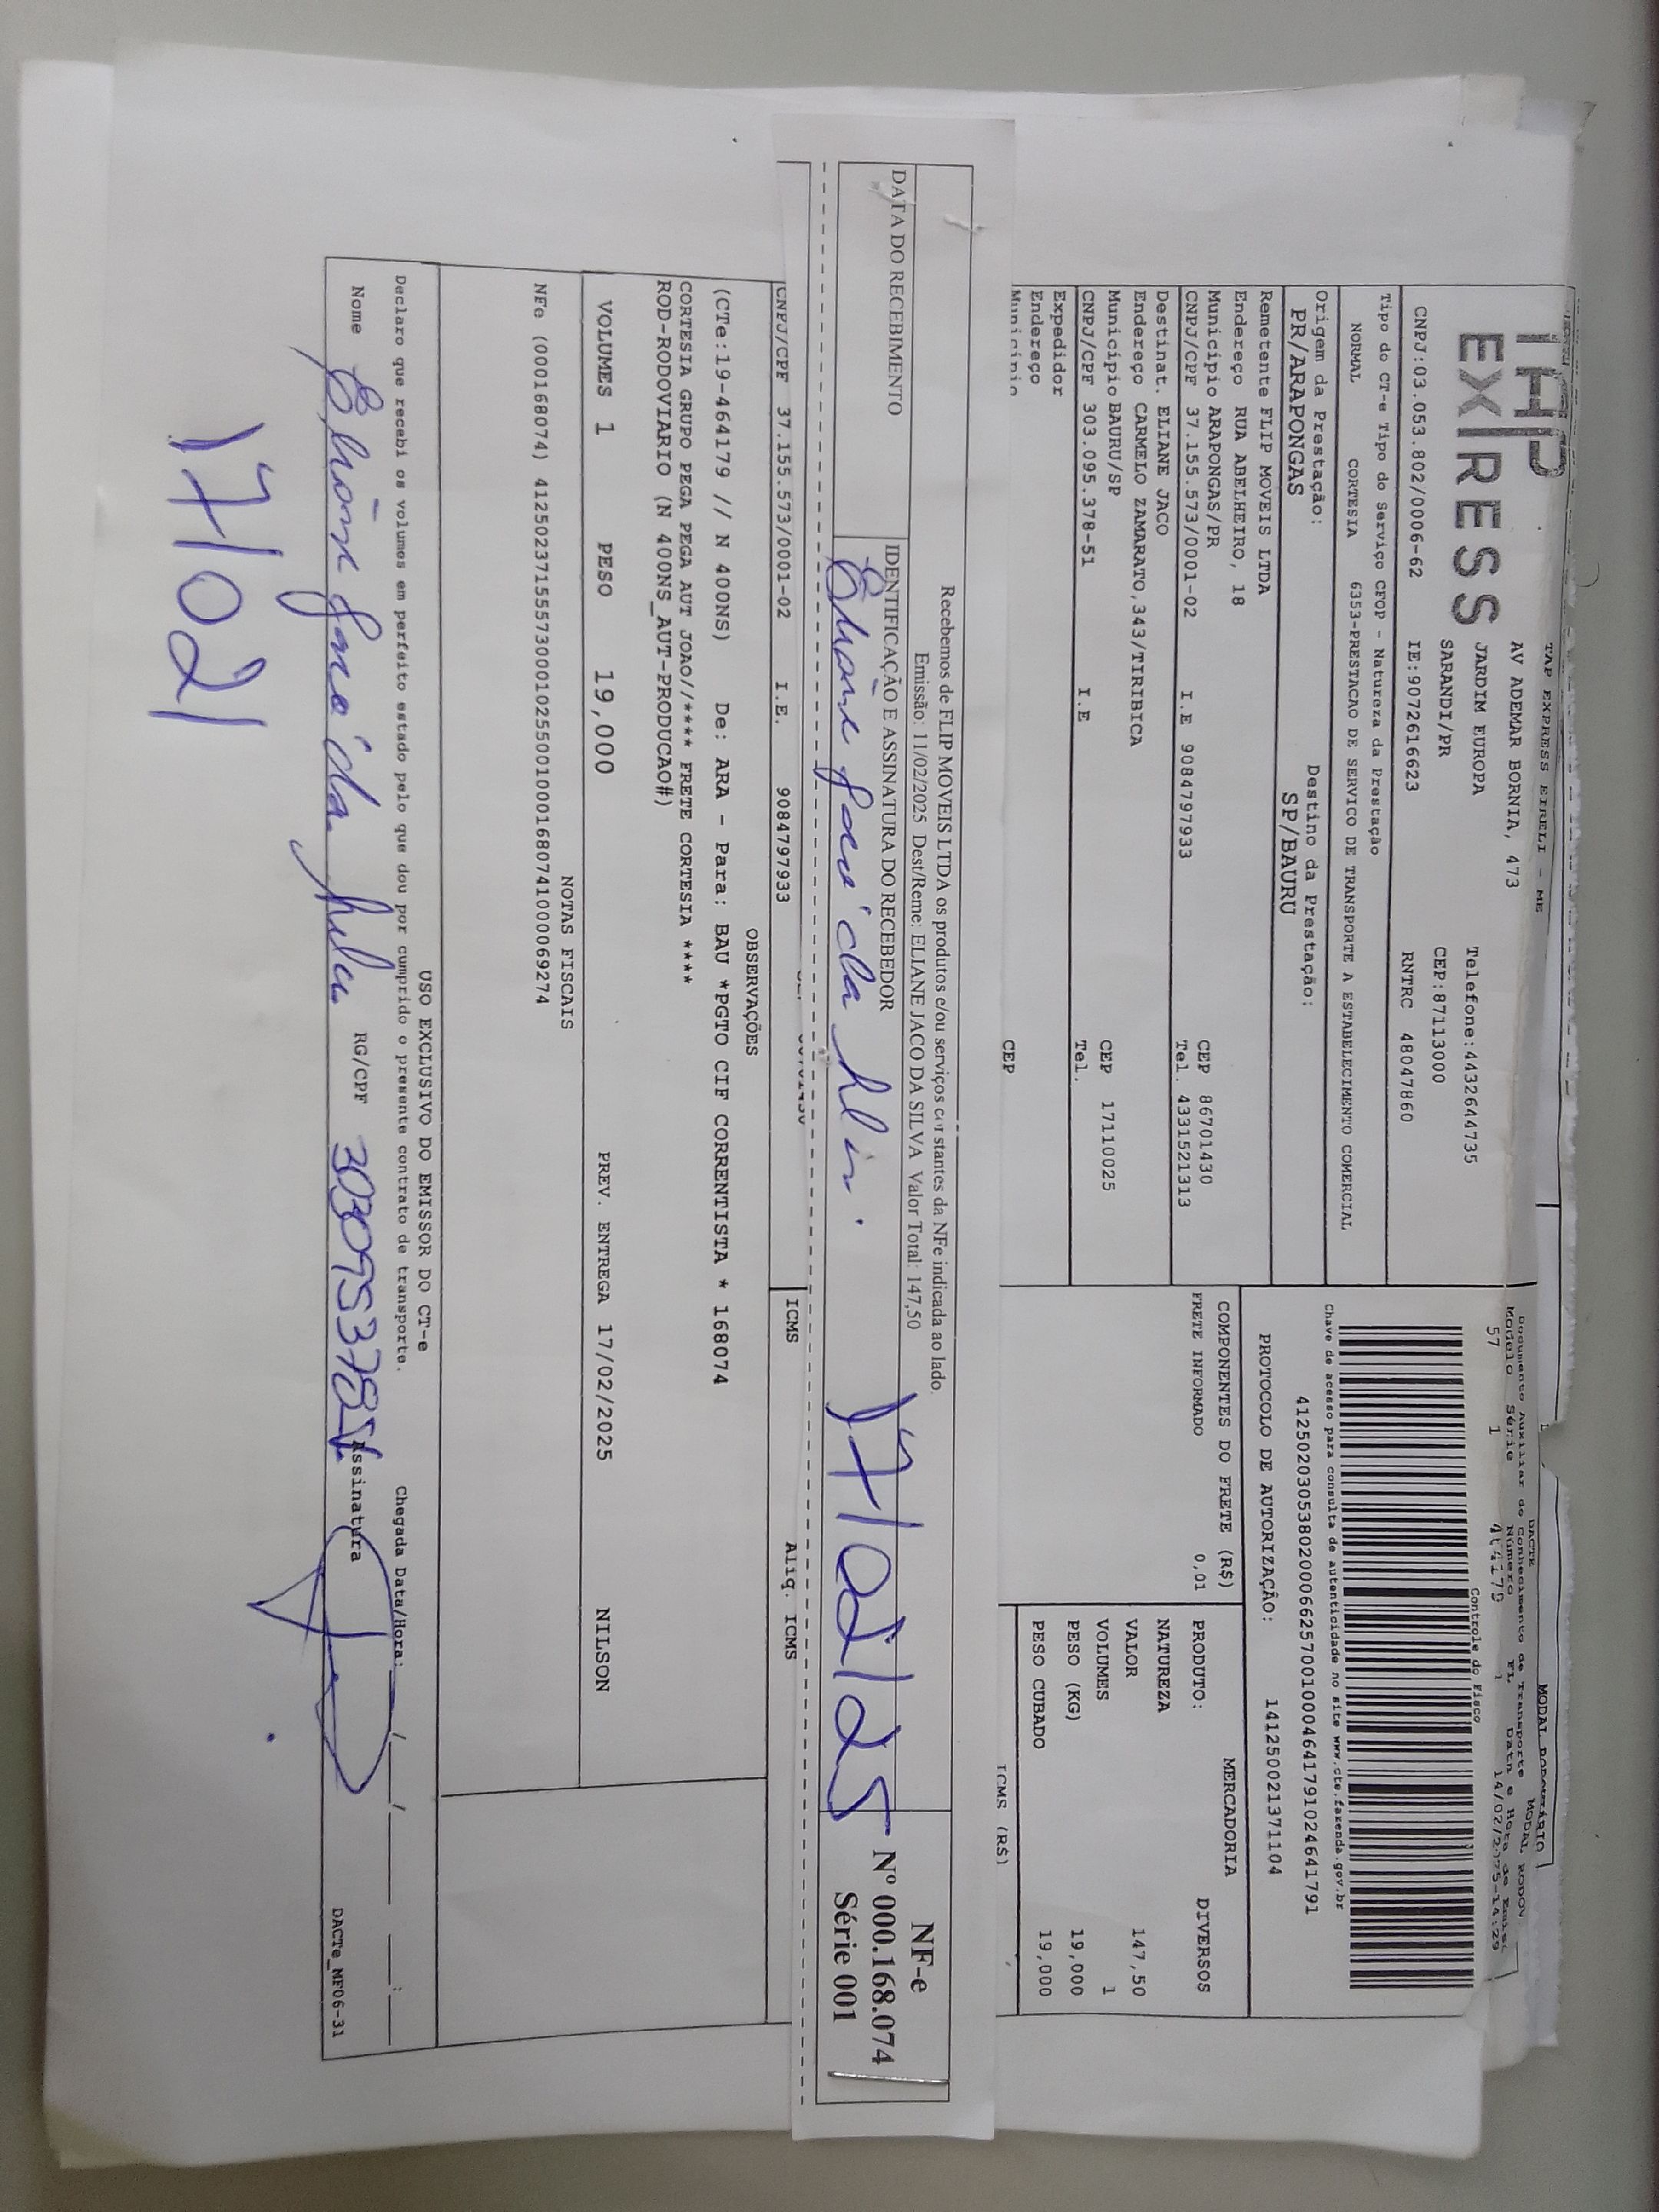 TAP EXPRESS EIRELI - ME
TAP
EXPRESS
AV ADEMAR BORNIA, 473
JARDIM EUROPA
SARANDI/PR
Telefone:4432644735
CEP:87113000
CNPJ:03.053.802/0006-62 IE:9072616623 RNTRC 48047860
Tipo do CT-e Tipo do Serviço CFOP - Natureza da Prestação
NORMAL CORTESIA 6353-PRESTACAO DE SERVICO DE TRANSPORTE A ESTABELECIMENTO COMERCIAL
Origem da Prestação: Destino da Prestação:
PR/ARAPONGAS SP/BAURU
Remetente FLIP MOVEIS LTDA
Endereço RUA ABELHEIRO, 18
Município ARAPONGAS/PR CEP 86701430
CNPJ/CPF 37.155.573/0001-02 I.E 9084797933 Tel. 4331521313
Destinat. ELIANE JACO
Endereço CARMELO ZAMARATO,343/TIRIBICA
Município BAURU/SP CEP 17110025
CNPJ/CPF 303.095.378-51 I.E Tel.
Expedidor
Endereço
Município CEP
DACTE
Documento Auxiliar do Conhecimento de Transporte
MODAL RODOVIÁRIO
Modelo Série Número FL Data e Hora de Emiss
57 1 464179 1 14/02/2025-14:29
Controle do Fisco
Chave de acesso para consulta de autenticidade no site www.cte.fazenda.gov.br
41250203053802000662570010004641791024641791
PROTOCOLO DE AUTORIZAÇÃO: 141250021371104
COMPONENTES DO FRETE (R$)
FRETE INFORMADO 0,01
MERCADORIA
PRODUTO: DIVERSOS
NATUREZA
VALOR 147,50
VOLUMES 1
PESO (KG) 19,000
PESO CUBADO 19,000
ICMS (R$)
Recebemos de FLIP MOVEIS LTDA os produtos e/ou serviços constantes da NFe indicada ao lado.
Emissão: 11/02/2025 Dest/Reme: ELIANE JACO DA SILVA Valor Total: 147,50
DATA DO RECEBIMENTO
IDENTIFICAÇÃO E ASSINATURA DO RECEBEDOR
17/02/25
NF-e
Nº 000.168.074
Série 001
CNPJ/CPF 37.155.573/0001-02 I.E. 9084797933
ICMS Aliq. ICMS
OBSERVAÇÕES
(CTe:19-464179 // N 400NS) De: ARA - Para: BAU *PGTO CIF CORRENTISTA * 168074
CORTESIA GRUPO PEGA PEGA AUT JOAO//**** FRETE CORTESIA ****
ROD-RODOVIARIO (N 400NS_AUT-PRODUCAO#)
VOLUMES 1 PESO 19,000 PREV. ENTREGA 17/02/2025 NILSON
NOTAS FISCAIS
NFe (000168074) 41250237155573000102550010001680741000069274
USO EXCLUSIVO DO EMISSOR DO CT-e
Declaro que recebi os volumes em perfeito estado pelo que dou por cumprido o presente contrato de transporte.
Chegada Data/Hora: __/__/__ __:__
Nome Eliane Jaco da Silva RG/CPF 30309537851 Assinatura
DACTe_NF06-31
17/02/